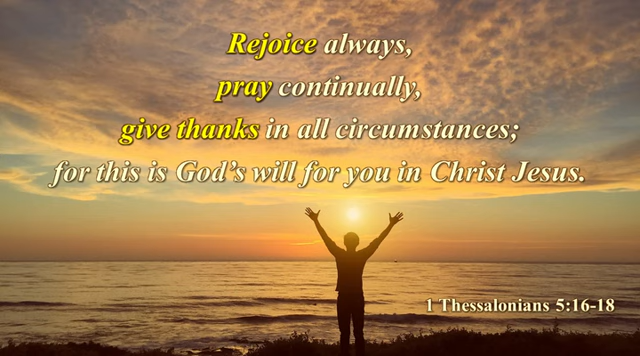 Rejoice always,
pray continually,
give thanks in all circumstances;
for this is God's will for you in Christ Jesus.
1 Thessalonians 5:16-18